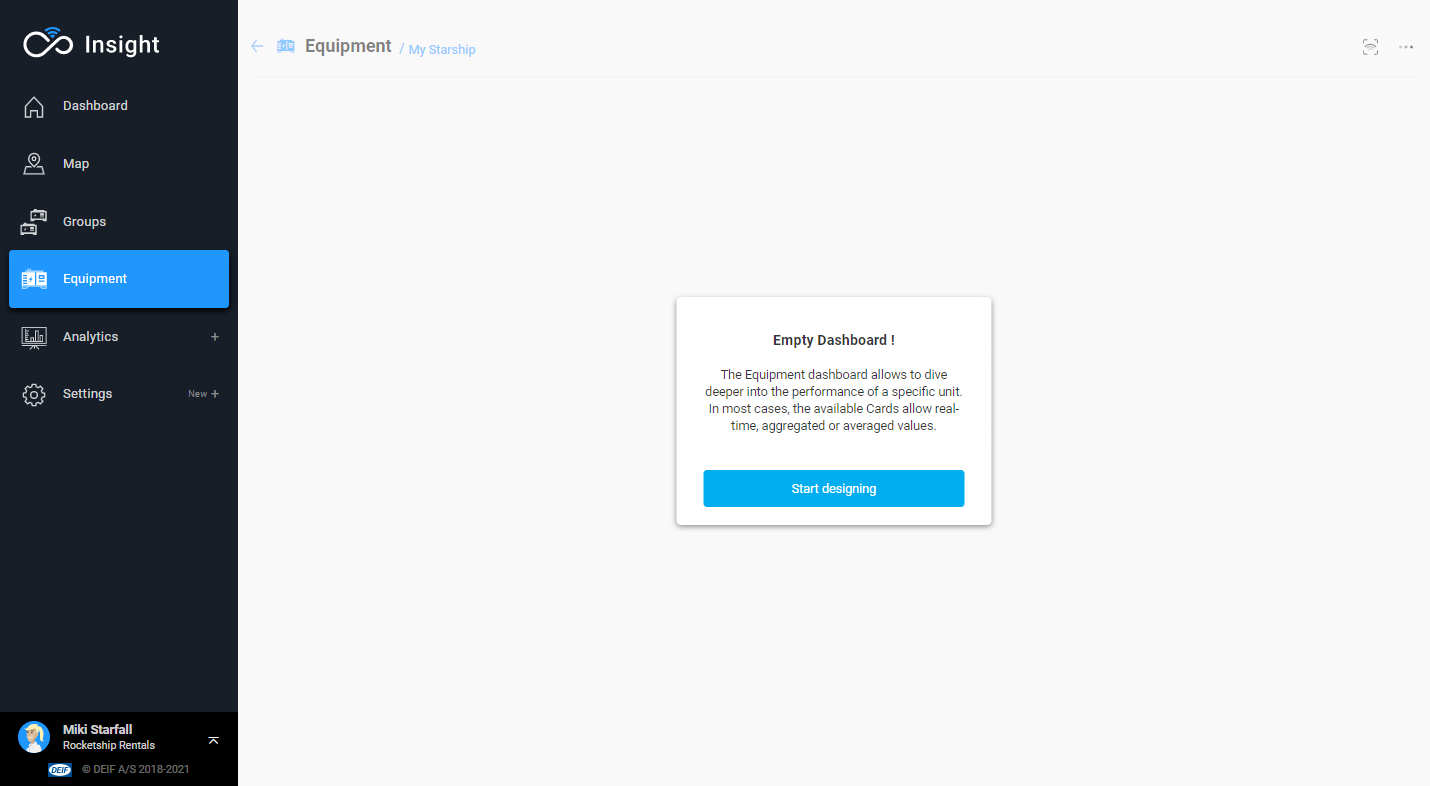 Insight
Dashboard
Map
Groups
Equipment
Analytics +
Settings New +
Miki Starfall
Rocketship Rentals
DEIF © DEIF A/S 2018-2021
Equipment / My Starship
Empty Dashboard !
The Equipment dashboard allows to dive
deeper into the performance of a specific unit.
In most cases, the available Cards allow real-
time, aggregated or averaged values.
Start designing